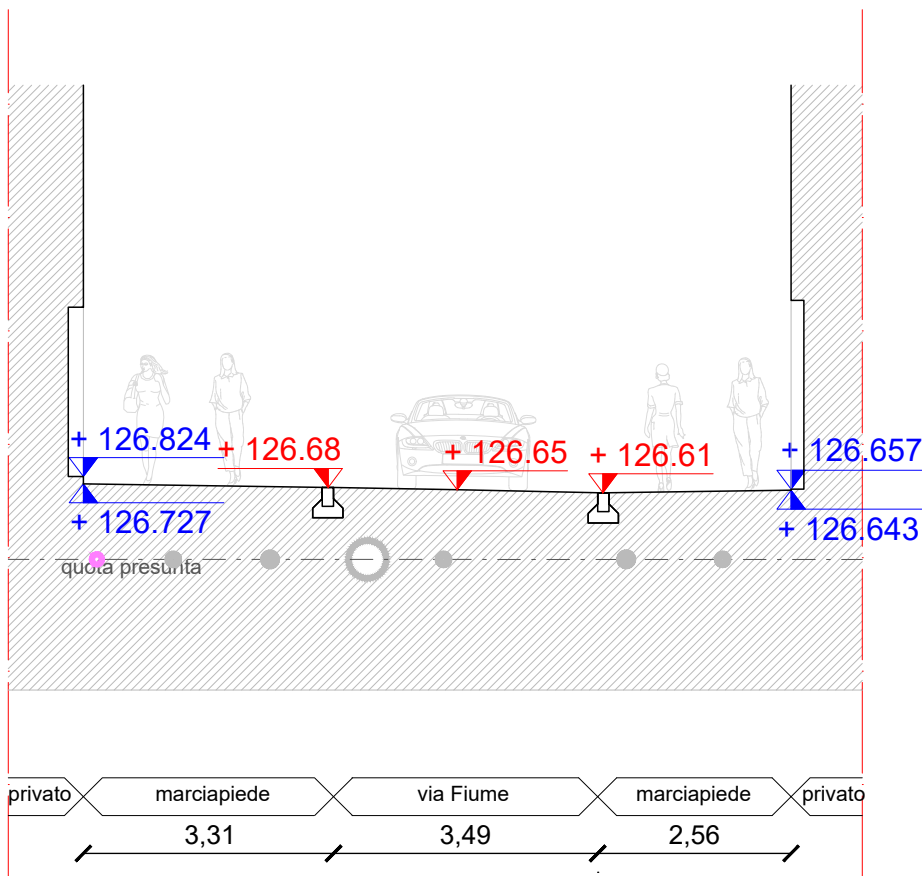 + 126.824
+ 126.68
+ 126.65
+ 126.61
+ 126.657
+ 126.727
+ 126.643
quota presunta
privato
marciapiede
via Fiume
marciapiede
privato
3,31
3,49
2,56